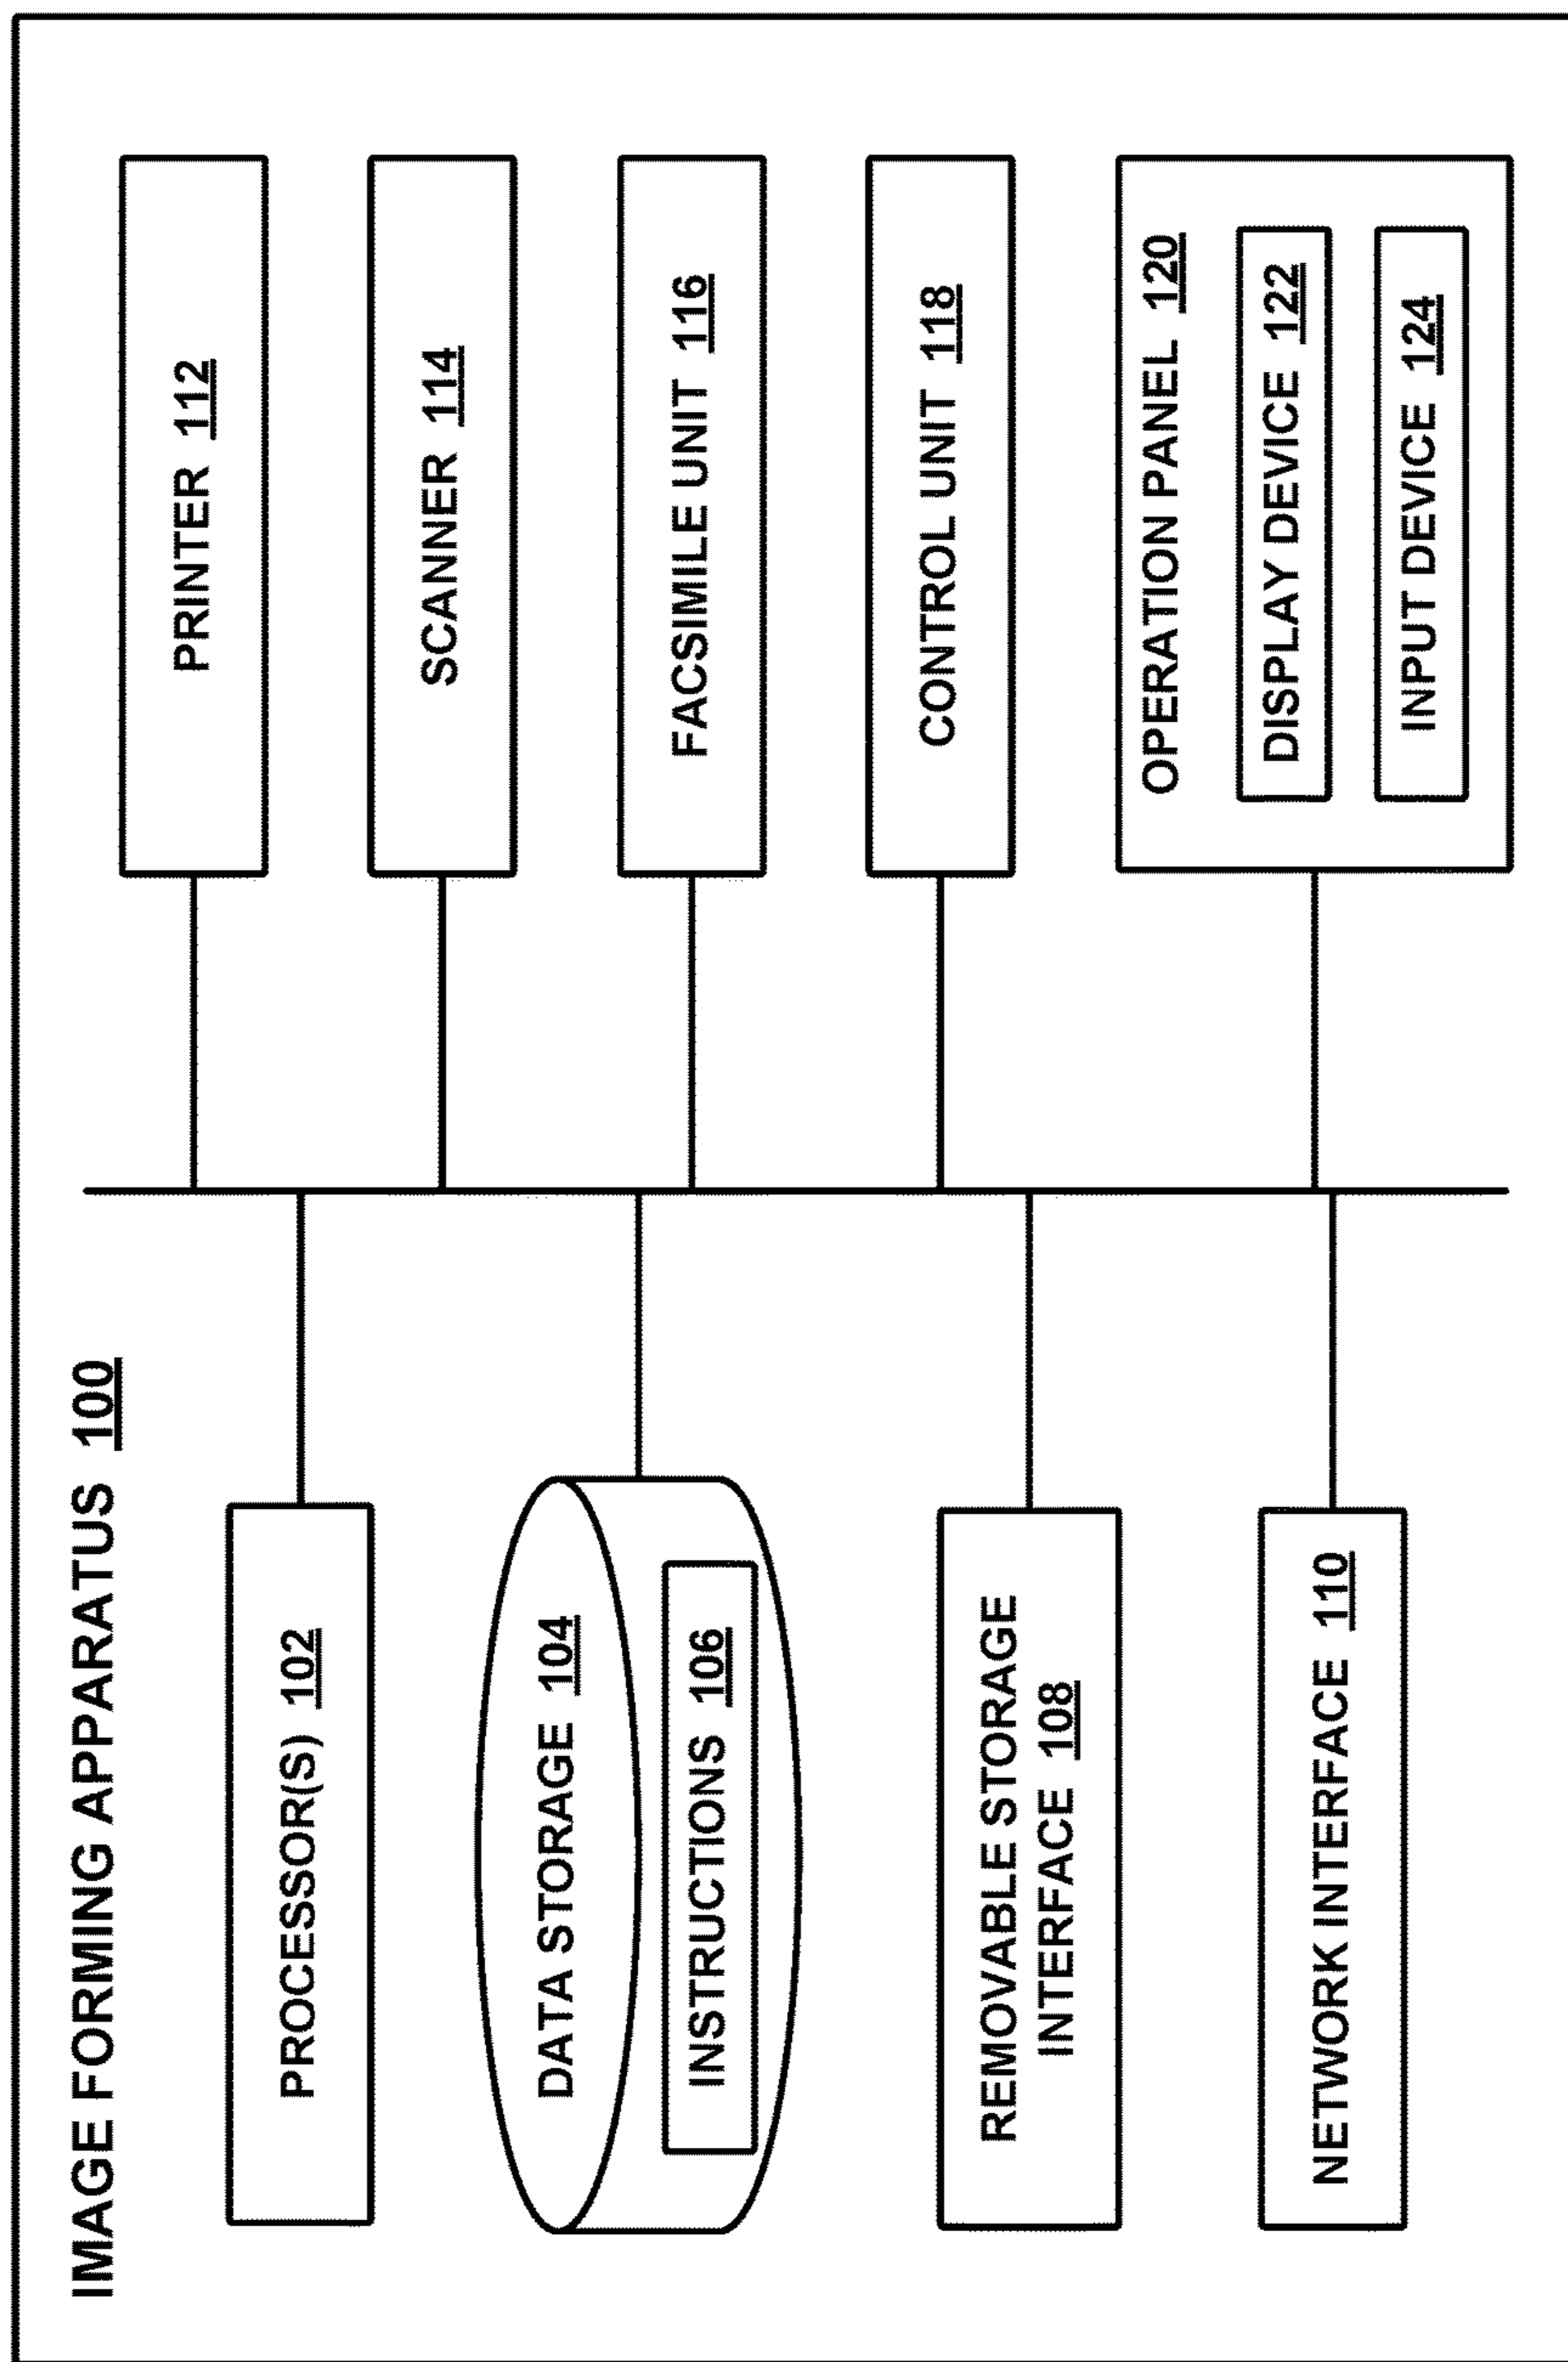 IMAGE FORMING APPARATUS 100
PROCESSOR(S) 102
DATA STORAGE 104
INSTRUCTIONS 106
REMOVABLE STORAGE
INTERFACE 108
NETWORK INTERFACE 110
PRINTER 112
SCANNER 114
FACSIMILE UNIT 116
CONTROL UNIT 118
OPERATION PANEL 120
DISPLAY DEVICE 122
INPUT DEVICE 124